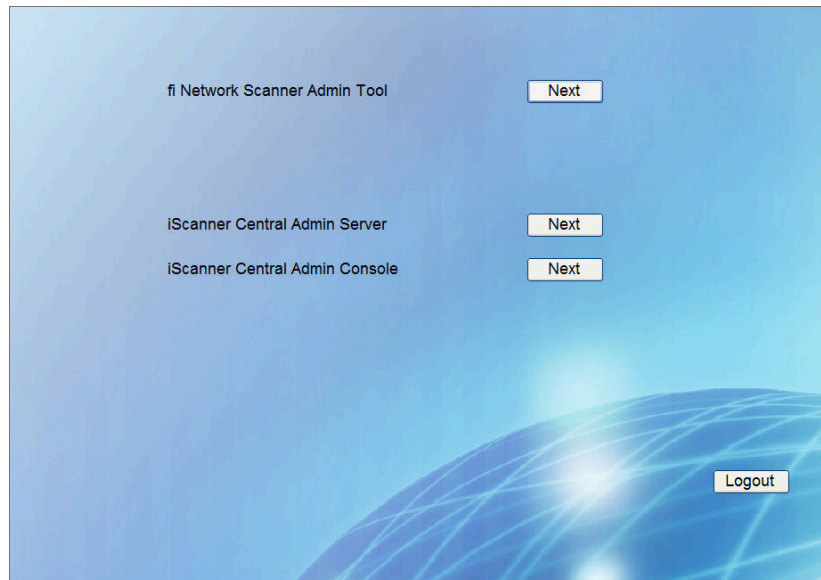 fi Network Scanner Admin Tool Next
iScanner Central Admin Server Next
iScanner Central Admin Console Next
Logout